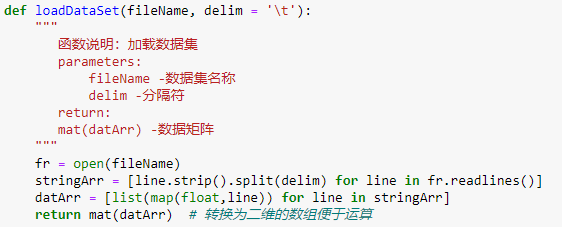 def loadDataSet(fileName, delim = '\t'):
    """
        函数说明：加载数据集
        parameters:
            fileName -数据集名称
            delim -分隔符
        return:
        mat(datArr) -数据矩阵
    """
    fr = open(fileName)
    stringArr = [line.strip().split(delim) for line in fr.readlines()]
    datArr = [list(map(float,line)) for line in stringArr]
    return mat(datArr)  # 转换为二维的数组便于运算